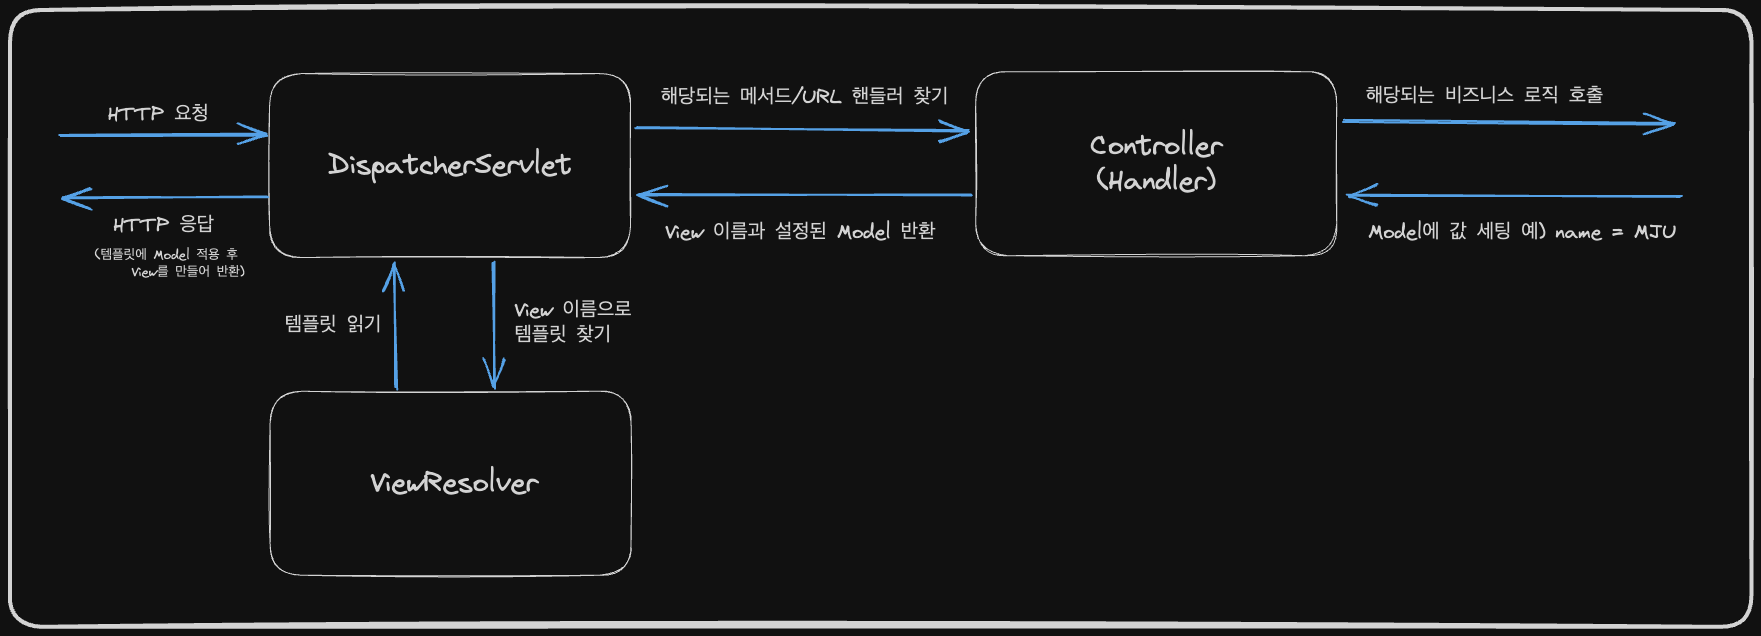 HTTP 요청
HTTP 응답
(템플릿에 Model 적용 후
View를 만들어 반환)
DispatcherServlet
해당되는 메서드/URL 핸들러 찾기
View 이름과 설정된 Model 반환
Controller
(Handler)
해당되는 비즈니스 로직 호출
Model에 값 세팅 예) name = MJU
템플릿 읽기
View 이름으로
템플릿 찾기
ViewResolver